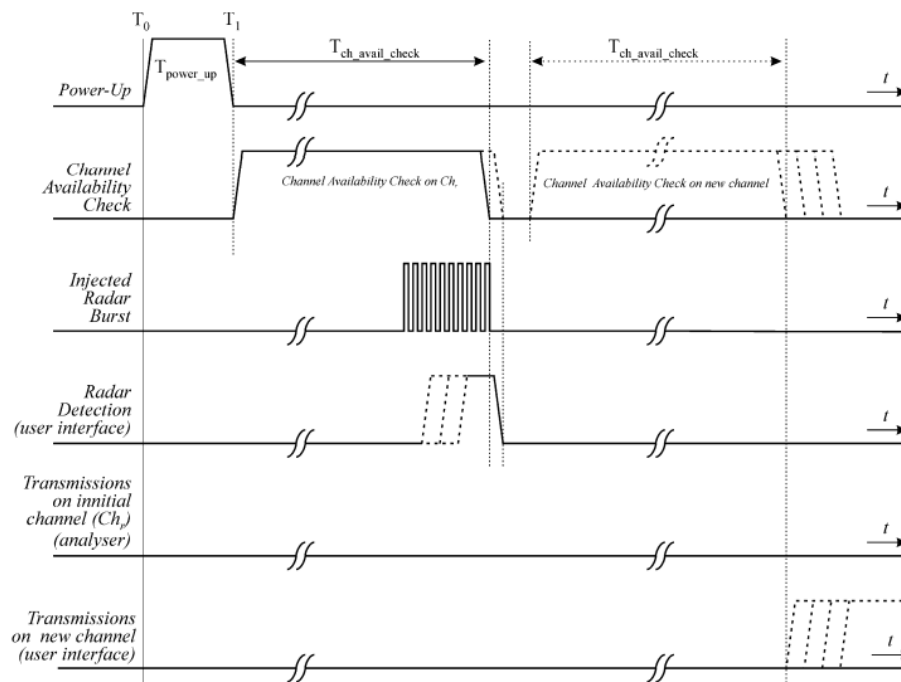 T0 T1
Tpower_up
Tch_avail_check
Tch_avail_check
Power-Up
t
Channel
Availability
Check
Channel Availability Check on Chr
Channel Availability Check on new channel
t
Injected
Radar
Burst
t
Radar
Detection
(user interface)
t
Transmissions
on innitial
channel (Chp)
(analyser)
t
Transmissions
on new channel
(user interface)
t